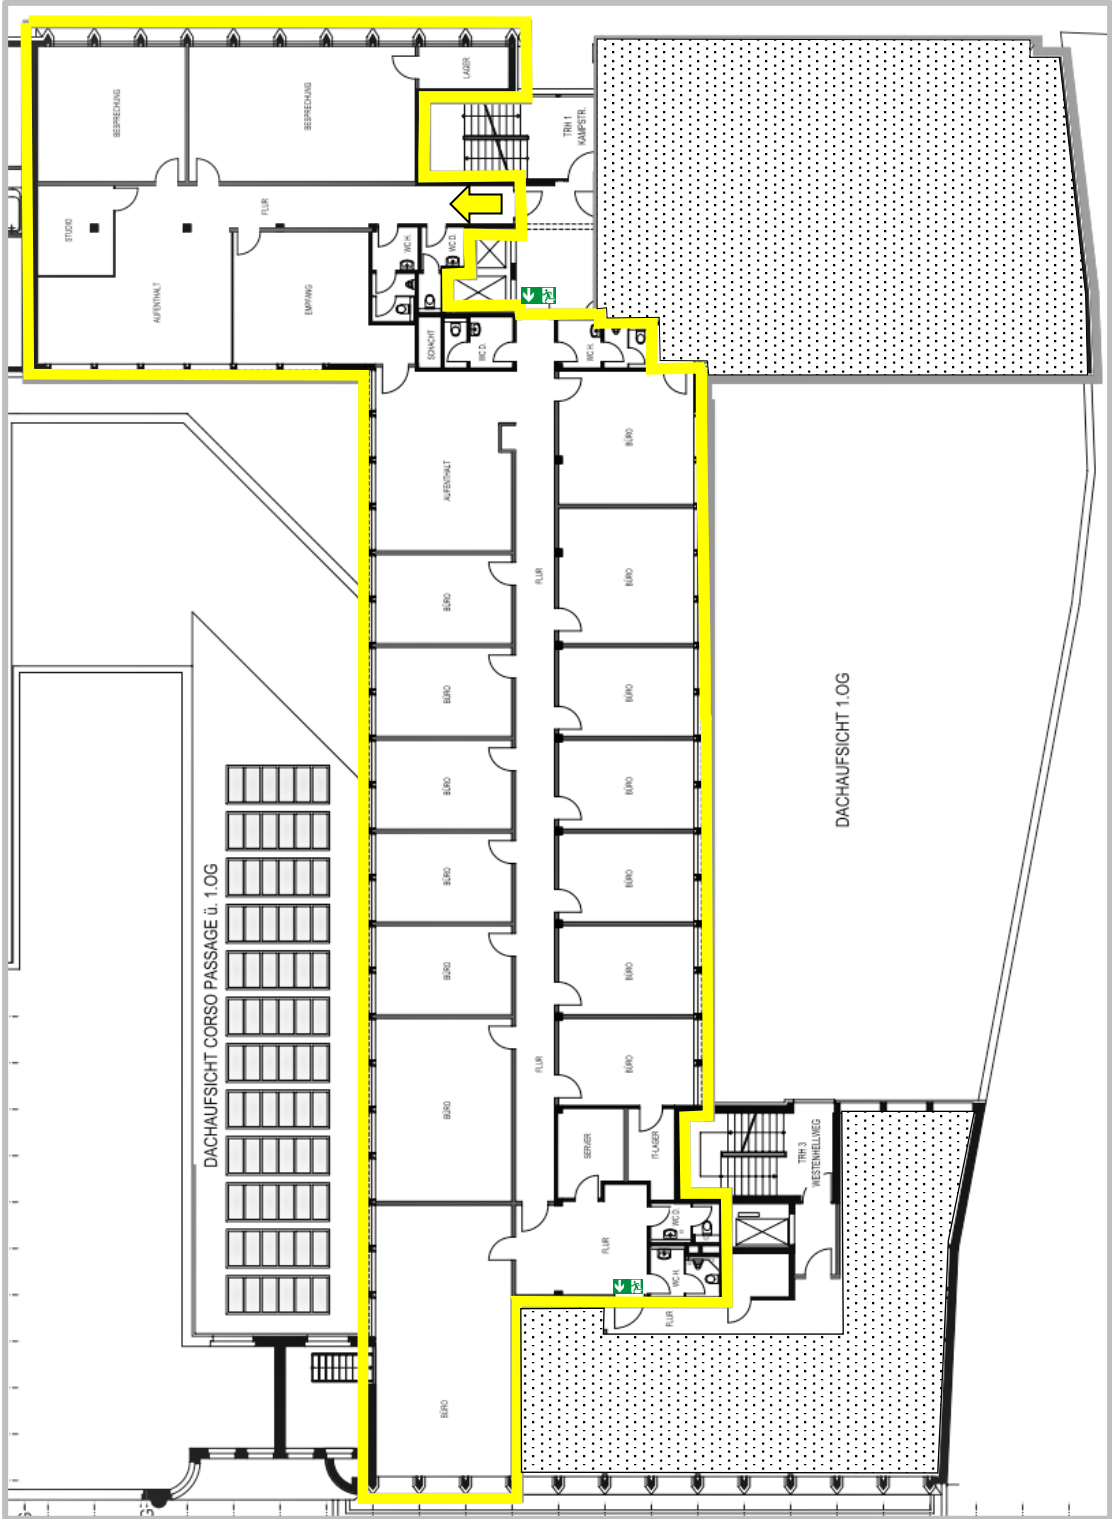 BESPRECHUNG
BESPRECHUNG
LAGER
TRH 1
KAMPSTR.
STUDIO
FLUR
WC H.
WC D.
AUFENTHALT
EMPFANG
SCHACHT
WC D.
WC H.
AUFENTHALT
BÜRO
FLUR
BÜRO
BÜRO
BÜRO
BÜRO
BÜRO
BÜRO
BÜRO
BÜRO
BÜRO
BÜRO
BÜRO
FLUR
BÜRO
BÜRO
DACHAUFSICHT 1.OG
DACHAUFSICHT CORSO PASSAGE ü. 1.OG
SERVER
IT-LAGER
TRH 3
WESTENHELLWEG
WC D.
FLUR
WC H.
FLUR
BÜRO